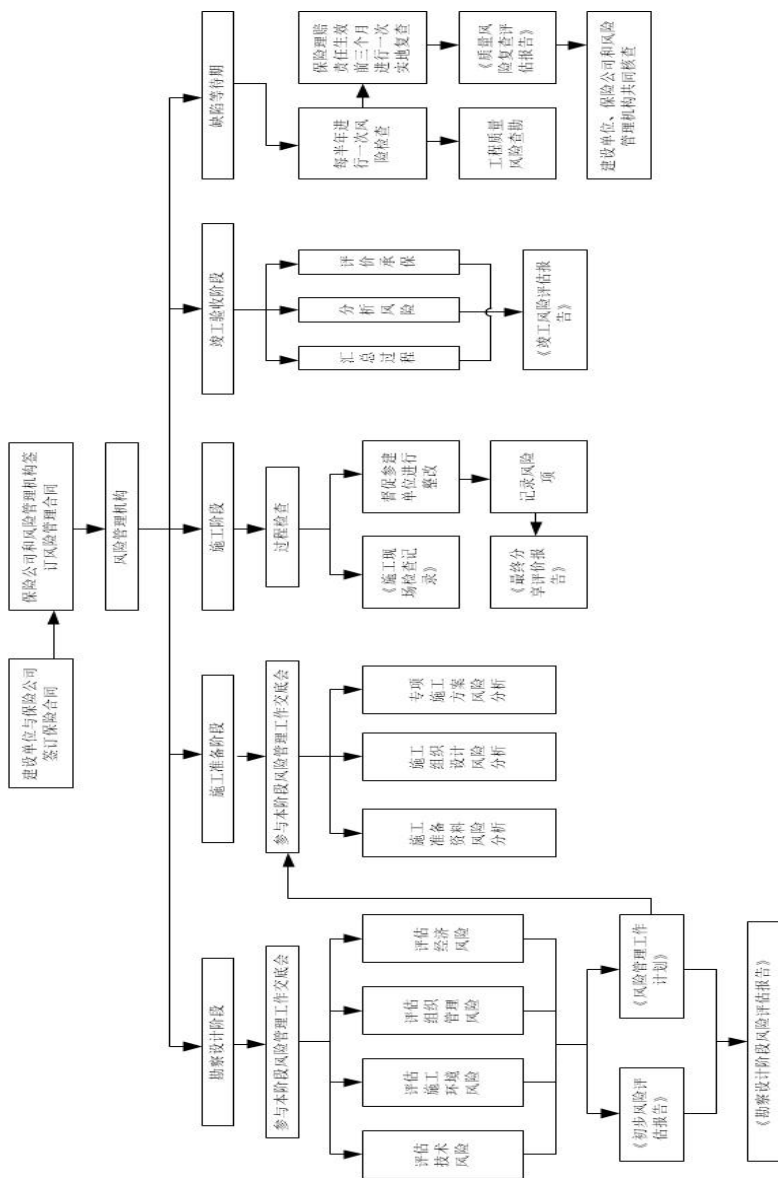 建设单位与保险公司
签订保险合同
保险公司和风险管理机构签
订风险管理合同
风险管理机构
勘察设计阶段
参与本阶段风险管理工作交底会
评估
技术
风险
评估
施工
环境
风险
评估
组织
管理
风险
评估
经济
风险
《初步风险评
估报告》
《风险管理工作
计划》
《勘察设计阶段风险评估报告》
施工准备阶段
参与本阶段风险管理工作交底会
施工
准备
资料
风险
分析
施工
组织
设计
风险
分析
专项
施工
方案
风险
分析
施工阶段
过程检查
《施工现
场检查记
录》
督促参建
单位进行
整改
记录风险
项
《最终分
享评价报
告》
竣工验收阶段
汇
总
过
程
分
析
风
险
评
价
承
保
《竣工风险评估报
告》
缺陷等待期
每半年进
行一次风
险检查
保险理赔
责任生效
前三个月
进行一次
实地复查
工程质量
风险查勘
《质量风
险复查评
估报告》
建设单位、保险公司和风险
管理机构共同核查